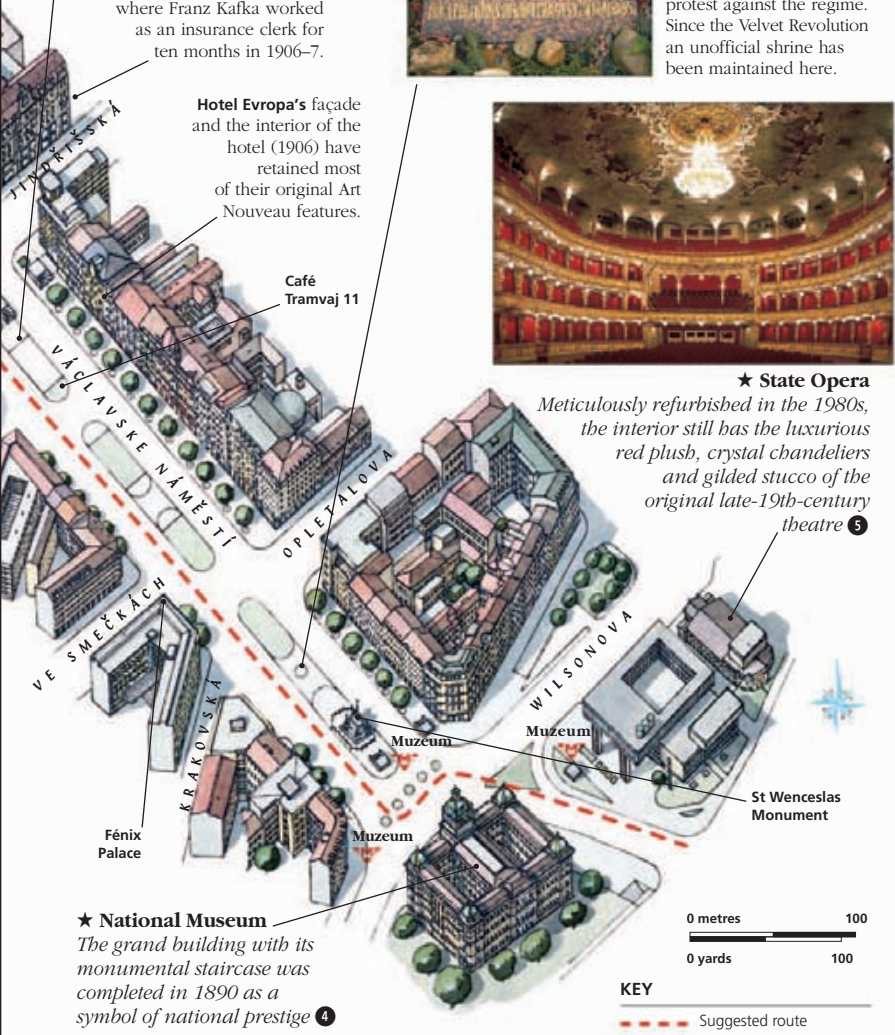 where Franz Kafka worked
as an insurance clerk for
ten months in 1906–7.
protest against the regime.
Since the Velvet Revolution
an unofficial shrine has
been maintained here.
Hotel Evropa's façade
and the interior of the
hotel (1906) have
retained most
of their original Art
Nouveau features.
JINDŘIŠSKÁ
Café
Tramvaj 11
★ State Opera
Meticulously refurbished in the 1980s,
the interior still has the luxurious
red plush, crystal chandeliers
and gilded stucco of the
original late-19th-century
theatre 5
VÁCLAVSKÉ NÁMĚSTÍ
OPLETALOVA
VE SMEČKÁCH
WILSONOVA
KRAKOVSKÁ
Muzeum
Muzeum
Muzeum
St Wenceslas
Monument
Fénix
Palace
★ National Museum
The grand building with its
monumental staircase was
completed in 1890 as a
symbol of national prestige 4
0 metres 100
0 yards 100
KEY
Suggested route